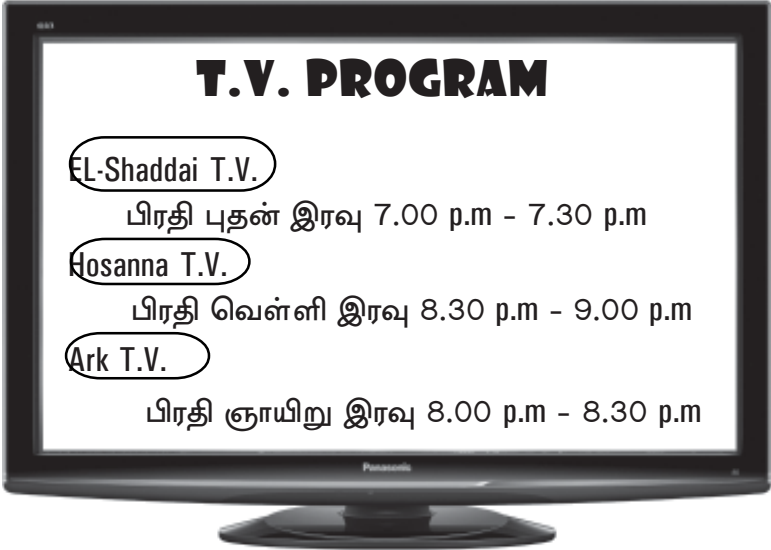 T.V. PROGRAM
EL-Shaddai T.V.
பிரதி புதன் இரவு 7.00 p.m - 7.30 p.m
Hosanna T.V.
பிரதி வெள்ளி இரவு 8.30 p.m - 9.00 p.m
Ark T.V.
பிரதி ஞாயிறு இரவு 8.00 p.m - 8.30 p.m
Panasonic